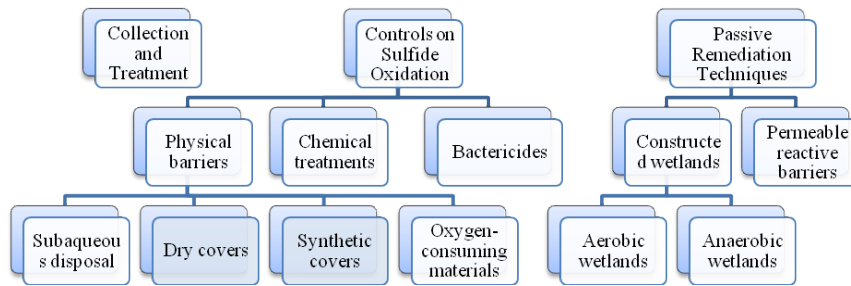 Collection
and
Treatment
Controls on
Sulfide
Oxidation
Passive
Remediation
Techniques
Physical
barriers
Chemical
treatments
Bactericides
Constructe
d wetlands
Permeable
reactive
barriers
Subaqueou
s disposal
Dry covers
Synthetic
covers
Oxygen-
consuming
materials
Aerobic
wetlands
Anaerobic
wetlands